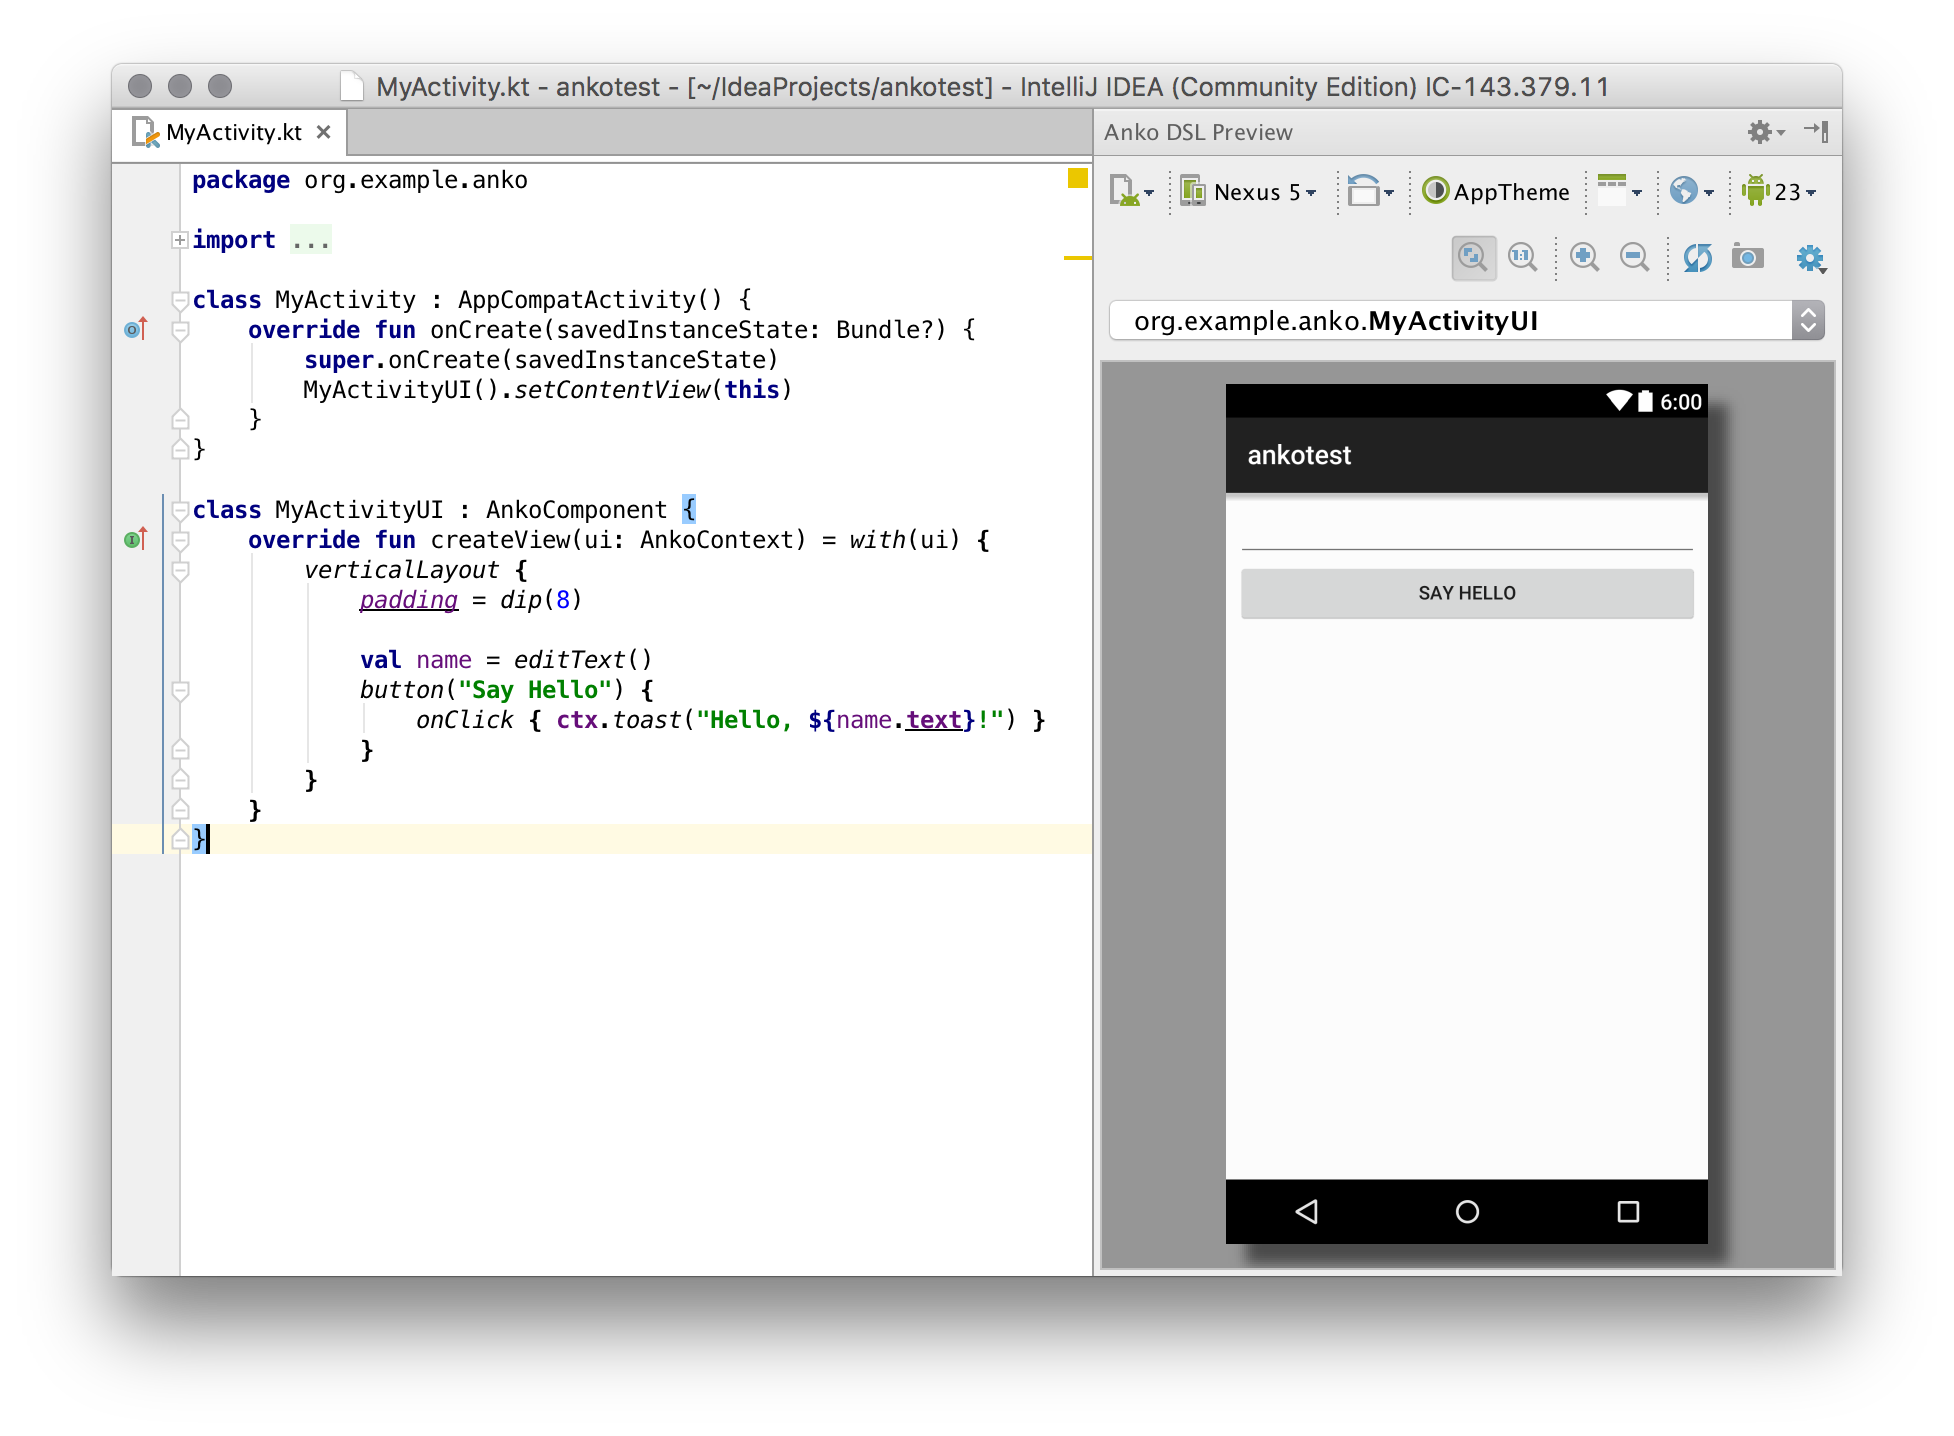 MyActivity.kt - ankotest - [~/IdeaProjects/ankotest] - IntelliJ IDEA (Community Edition) IC-143.379.11
MyActivity.kt
package org.example.anko
import ...
class MyActivity : AppCompatActivity() {
override fun onCreate(savedInstanceState: Bundle?) {
super.onCreate(savedInstanceState)
MyActivityUI().setContentView(this)
}
}
class MyActivityUI : AnkoComponent {
override fun createView(ui: AnkoContext) = with(ui) {
verticalLayout {
padding = dip(8)
val name = editText()
button("Say Hello") {
onClick { ctx.toast("Hello, ${name.text}!") }
}
}
}
}
Anko DSL Preview
Nexus 5
AppTheme
23
1:1
org.example.anko.MyActivityUI
6:00
ankotest
SAY HELLO